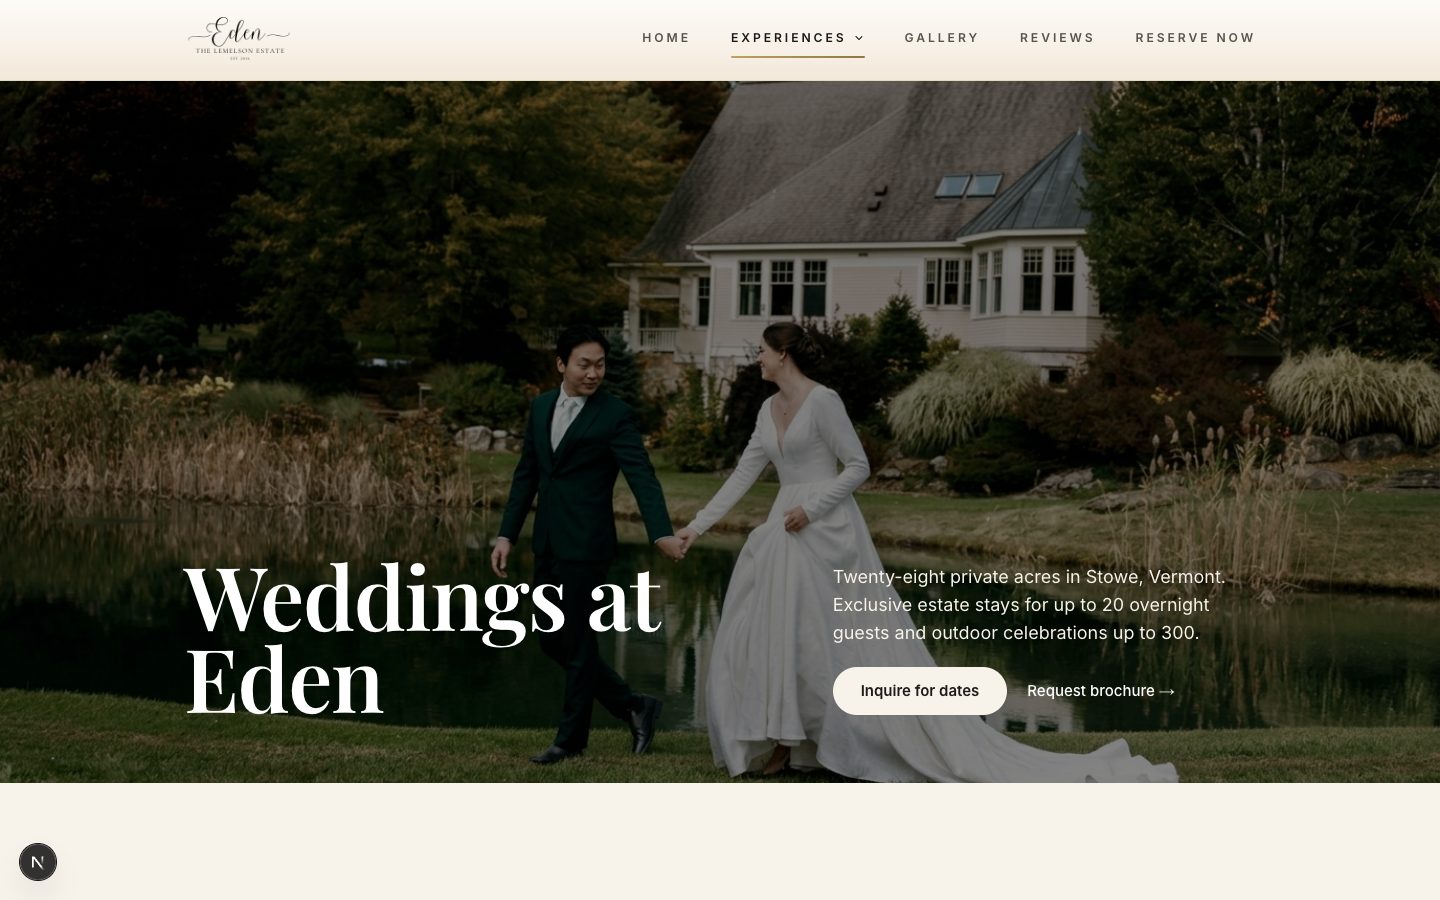 Eden
THE LEMELSON ESTATE
HOME
EXPERIENCES
GALLERY
REVIEWS
RESERVE NOW
Weddings at
Eden
Twenty-eight private acres in Stowe, Vermont.
Exclusive estate stays for up to 20 overnight
guests and outdoor celebrations up to 300.
Inquire for dates
Request brochure →
N